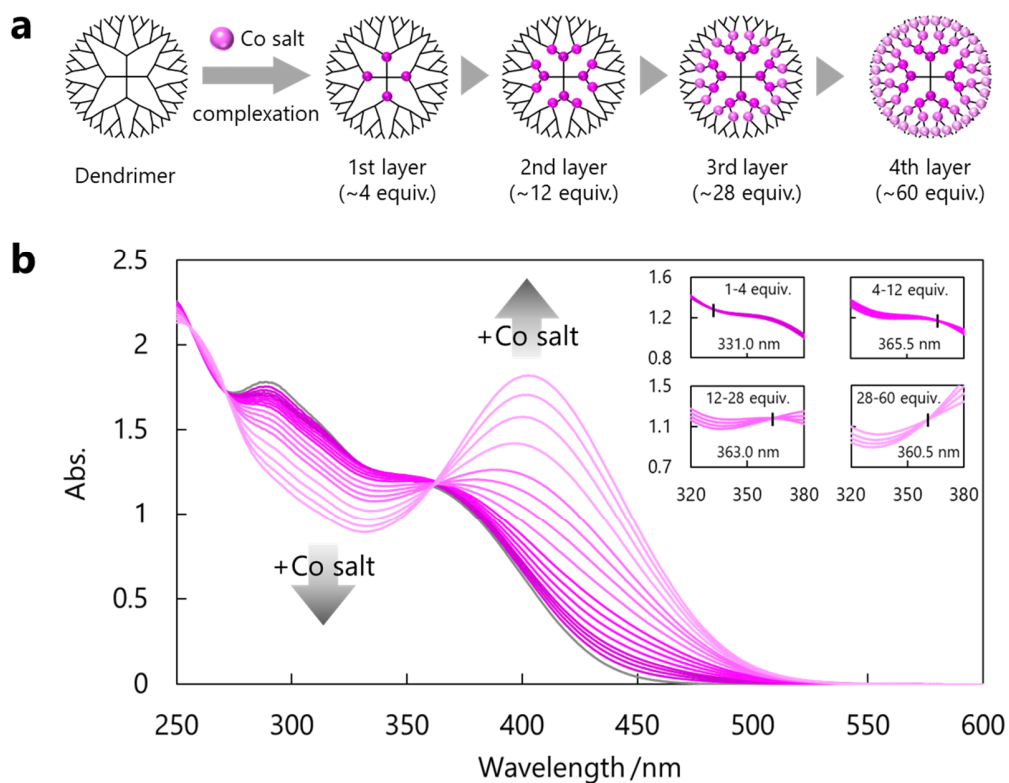 a
Co salt
complexation
Dendrimer
1st layer
(~4 equiv.)
2nd layer
(~12 equiv.)
3rd layer
(~28 equiv.)
4th layer
(~60 equiv.)
b
Abs.
2.5
2
1.5
1
0.5
0
250 300 350 400 450 500 550 600
Wavelength /nm
+Co salt
+Co salt
1.6
1.2
0.8
1-4 equiv.
331.0 nm
4-12 equiv.
365.5 nm
1.5
1.1
0.7
12-28 equiv.
363.0 nm
28-60 equiv.
360.5 nm
320 350 380
320 350 380